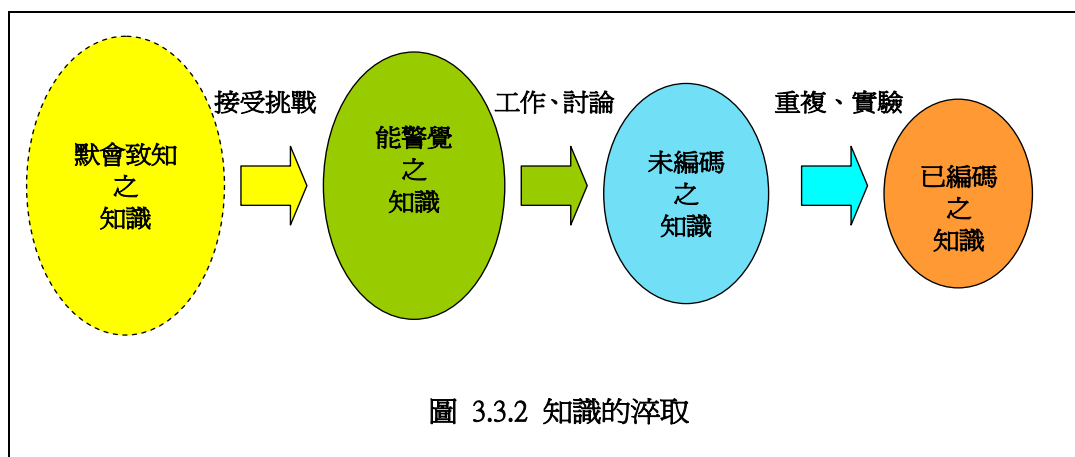 默會致知
之
知識
接受挑戰
能警覺
之
知識
工作、討論
未編碼
之
知識
重複、實驗
已編碼
之
知識
圖 3.3.2 知識的淬取